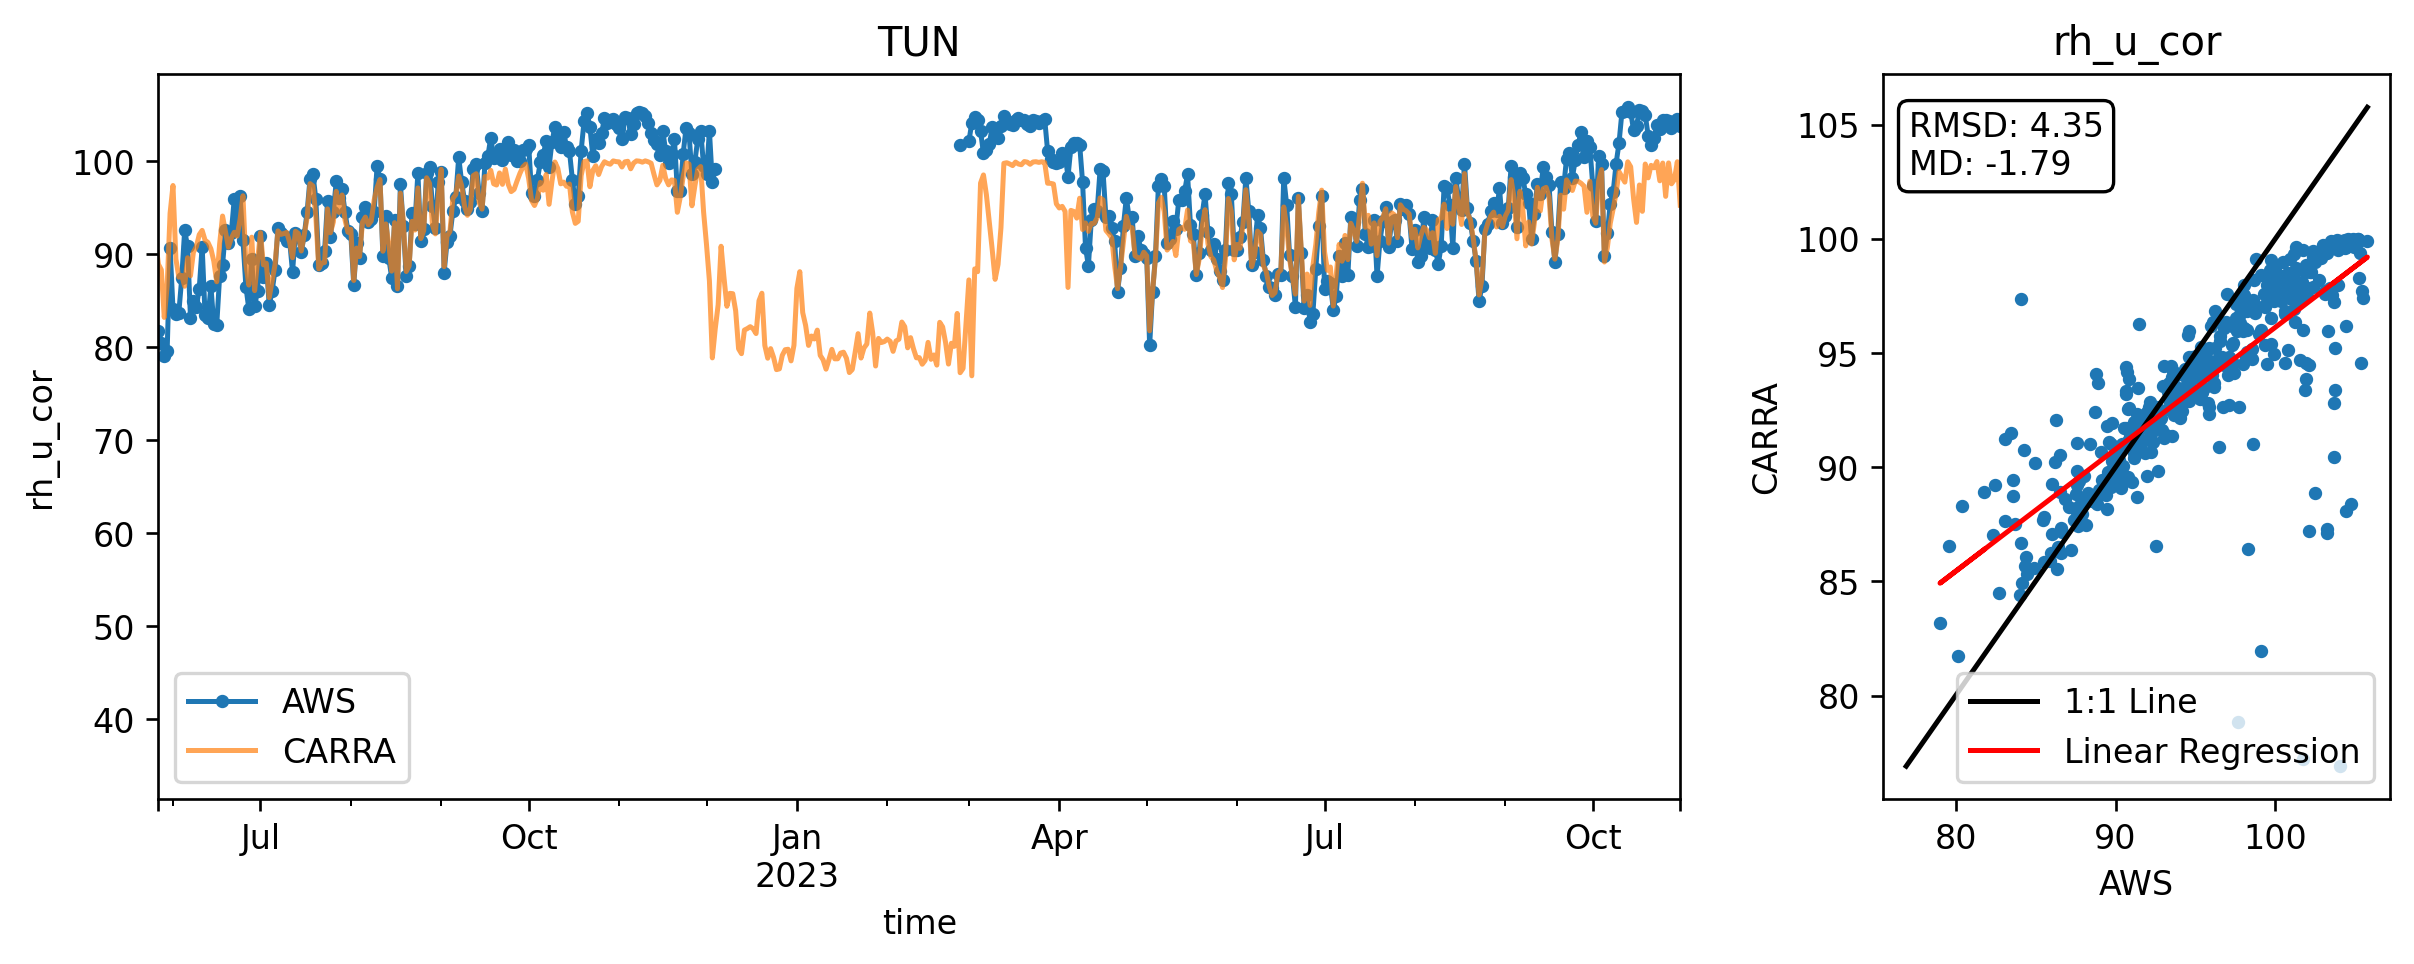 TUN
rh_u_cor
100
90
80
70
60
50
40
AWS
CARRA
Jul
Oct
Jan
2023
Apr
Jul
Oct
time
rh_u_cor
RMSD: 4.35
MD: -1.79
CARRA
105
100
95
90
85
80
1:1 Line
Linear Regression
80
90
100
AWS